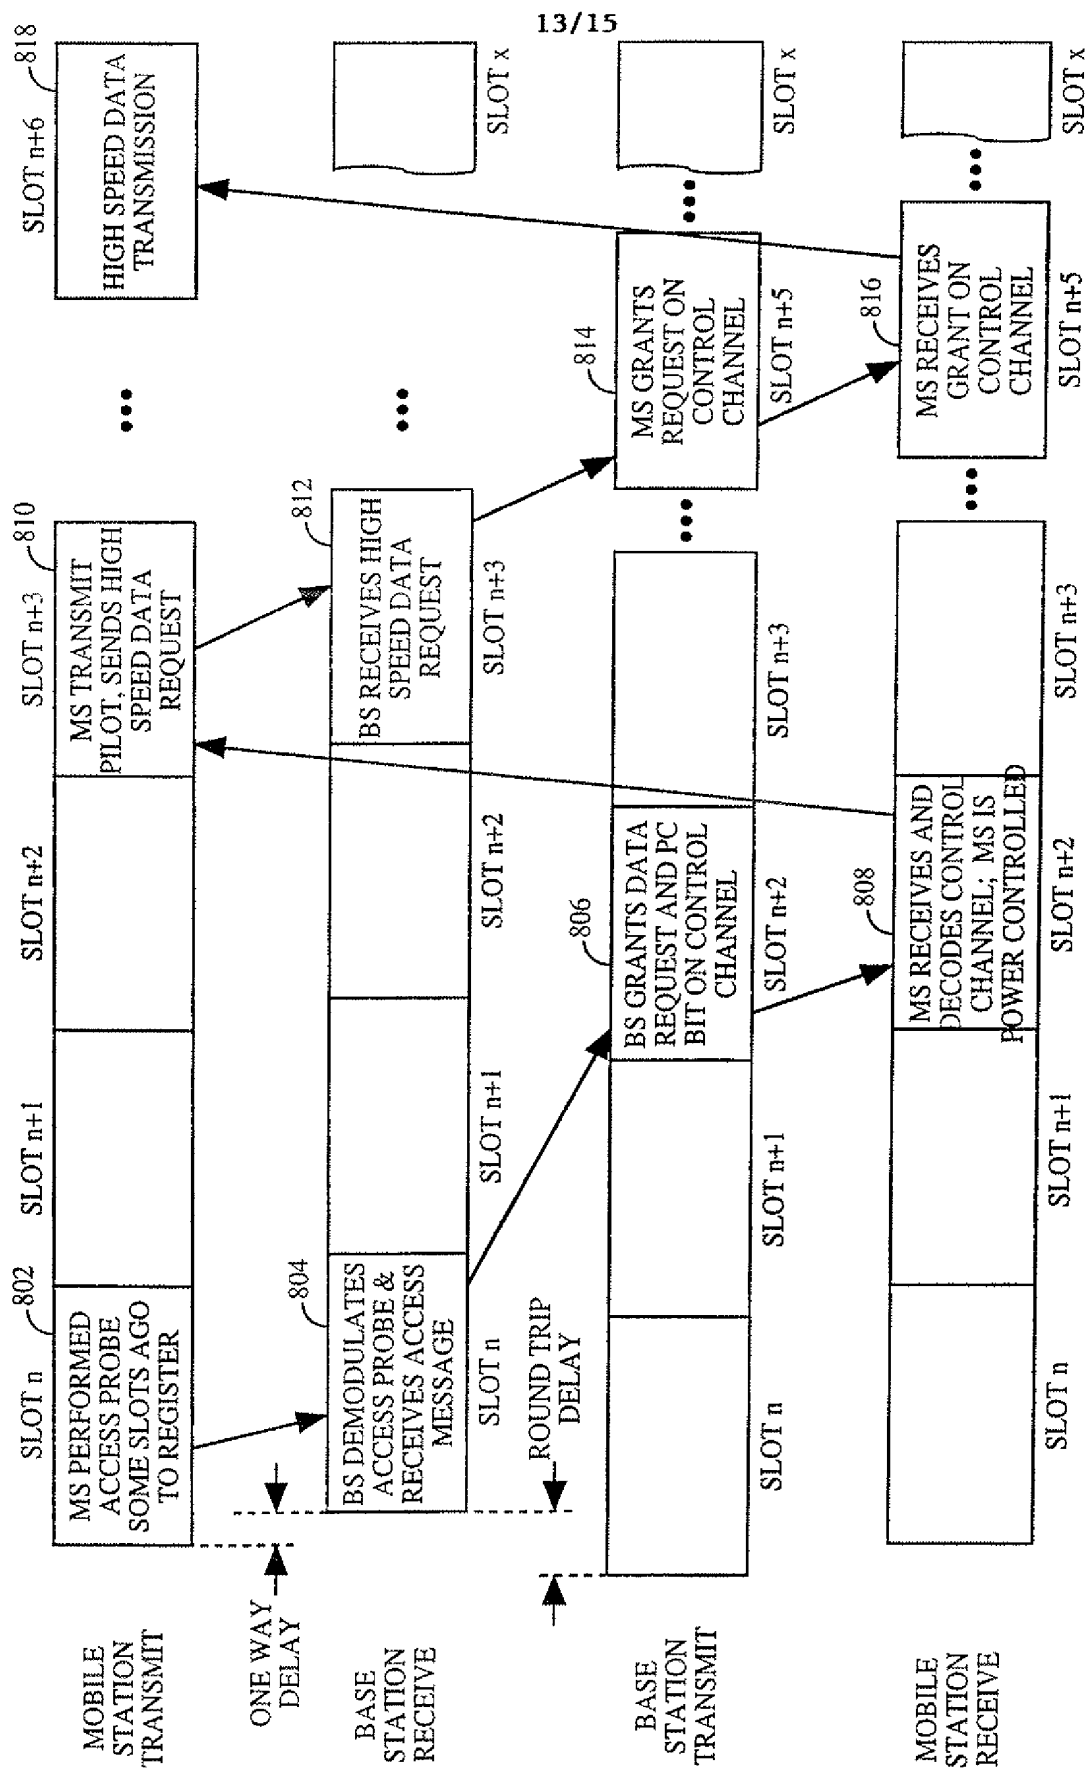 13/15
MOBILE
STATION
TRANSMIT
SLOT n
802
MS PERFORMED
ACCESS PROBE
SOME SLOTS AGO
TO REGISTER
SLOT n+1
SLOT n+2
SLOT n+3
810
MS TRANSMIT
PILOT, SENDS HIGH
SPEED DATA
REQUEST
•••
SLOT n+6
818
HIGH SPEED DATA
TRANSMISSION
ONE WAY
DELAY
BASE
STATION
RECEIVE
804
BS DEMODULATES
ACCESS PROBE &
RECEIVES ACCESS
MESSAGE
SLOT n
SLOT n+1
SLOT n+2
812
BS RECEIVES HIGH
SPEED DATA
REQUEST
SLOT n+3
•••
SLOT x
ROUND TRIP
DELAY
BASE
STATION
TRANSMIT
SLOT n
SLOT n+1
806
BS GRANTS DATA
REQUEST AND PC
BIT ON CONTROL
CHANNEL
SLOT n+2
SLOT n+3
•••
814
MS GRANTS
REQUEST ON
CONTROL
CHANNEL
SLOT n+5
•••
SLOT x
MOBILE
STATION
RECEIVE
SLOT n
SLOT n+1
808
MS RECEIVES AND
DECODES CONTROL
CHANNEL; MS IS
POWER CONTROLLED
SLOT n+2
SLOT n+3
•••
816
MS RECEIVES
GRANT ON
CONTROL
CHANNEL
SLOT n+5
•••
SLOT x